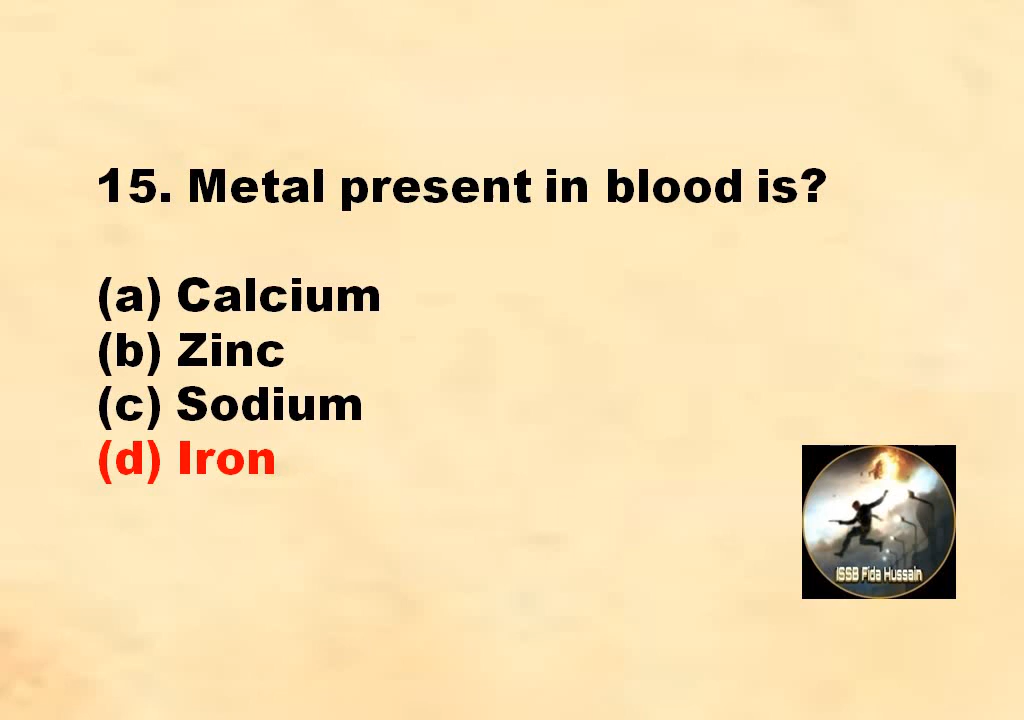 15. Metal present in blood is?
(a) Calcium
(b) Zinc
(c) Sodium
(d) Iron
ISSB Fida Hussain